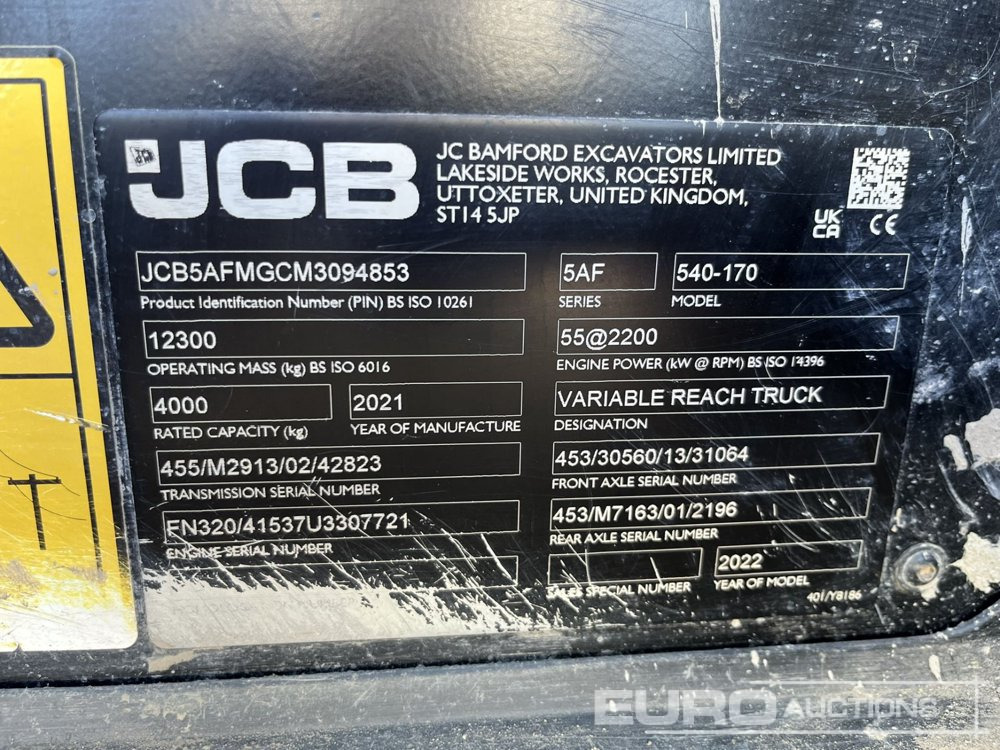 JCB
JC BAMFORD EXCAVATORS LIMITED
LAKESIDE WORKS, ROCESTER,
UTTOXETER, UNITED KINGDOM,
ST14 5JP
UK
CA
CE
JCB5AFMGCM3094853
Product Identification Number (PIN) BS ISO 10261
5AF
SERIES
540-170
MODEL
12300
OPERATING MASS (kg) BS ISO 6016
55@2200
ENGINE POWER (kW @ RPM) BS ISO 14396
4000
RATED CAPACITY (kg)
2021
YEAR OF MANUFACTURE
VARIABLE REACH TRUCK
DESIGNATION
455/M2913/02/42823
TRANSMISSION SERIAL NUMBER
453/30560/13/31064
FRONT AXLE SERIAL NUMBER
EN320/41537U3307721
ENGINE SERIAL NUMBER
453/M7163/01/2196
REAR AXLE SERIAL NUMBER
SALES SPECIAL NUMBER
2022
YEAR OF MODEL
401/Y8186
EURO AUCTIONS